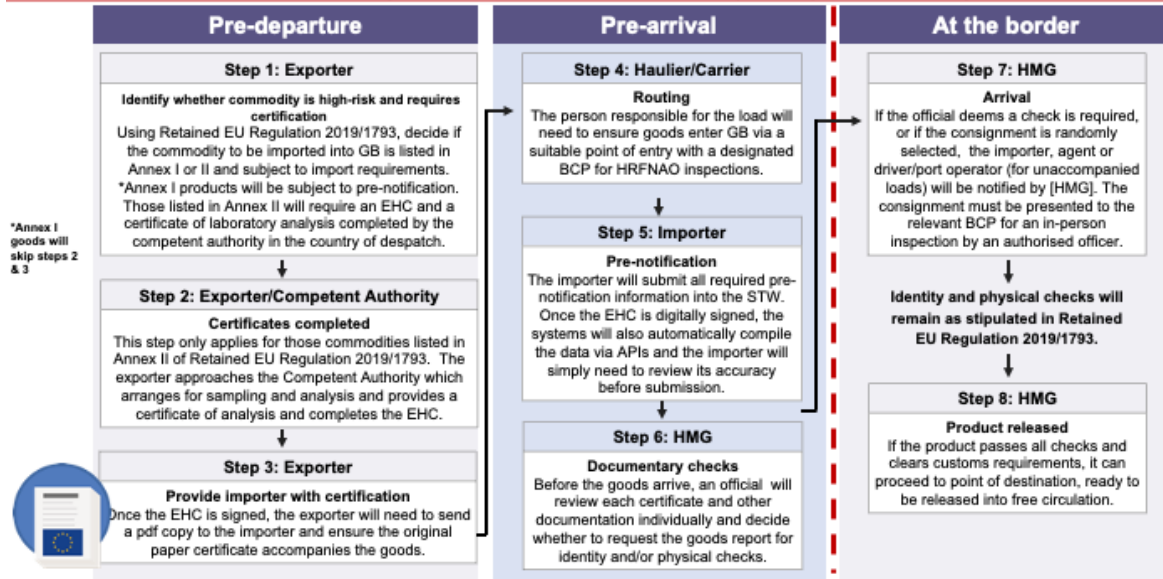 Pre-departure
Step 1: Exporter
Identify whether commodity is high-risk and requires
certification
Using Retained EU Regulation 2019/1793, decide if
the commodity to be imported into GB is listed in
Annex I or II and subject to import requirements.
*Annex I products will be subject to pre-notification.
Those listed in Annex II will require an EHC and a
certificate of laboratory analysis completed by the
competent authority in the country of despatch.
*Annex I
goods will
skip steps 2
& 3
Step 2: Exporter/Competent Authority
Certificates completed
This step only applies for those commodities listed in
Annex II of Retained EU Regulation 2019/1793. The
exporter approaches the Competent Authority which
arranges for sampling and analysis and provides a
certificate of analysis and completes the EHC.
Step 3: Exporter
Provide importer with certification
Once the EHC is signed, the exporter will need to send
a pdf copy to the importer and ensure the original
paper certificate accompanies the goods.
Pre-arrival
Step 4: Haulier/Carrier
Routing
The person responsible for the load will
need to ensure goods enter GB via a
suitable point of entry with a designated
BCP for HRFNAO inspections.
Step 5: Importer
Pre-notification
The importer will submit all required pre-
notification information into the STW.
Once the EHC is digitally signed, the
systems will also automatically compile
the data via APIs and the importer will
simply need to review its accuracy
before submission.
Step 6: HMG
Documentary checks
Before the goods arrive, an official will
review each certificate and other
documentation individually and decide
whether to request the goods report for
identity and/or physical checks.
At the border
Step 7: HMG
Arrival
If the official deems a check is required,
or if the consignment is randomly
selected, the importer, agent or
driver/port operator (for unaccompanied
loads) will be notified by [HMG]. The
consignment must be presented to the
relevant BCP for an in-person
inspection by an authorised officer.
Identity and physical checks will
remain as stipulated in Retained
EU Regulation 2019/1793.
Step 8: HMG
Product released
If the product passes all checks and
clears customs requirements, it can
proceed to point of destination, ready to
be released into free circulation.